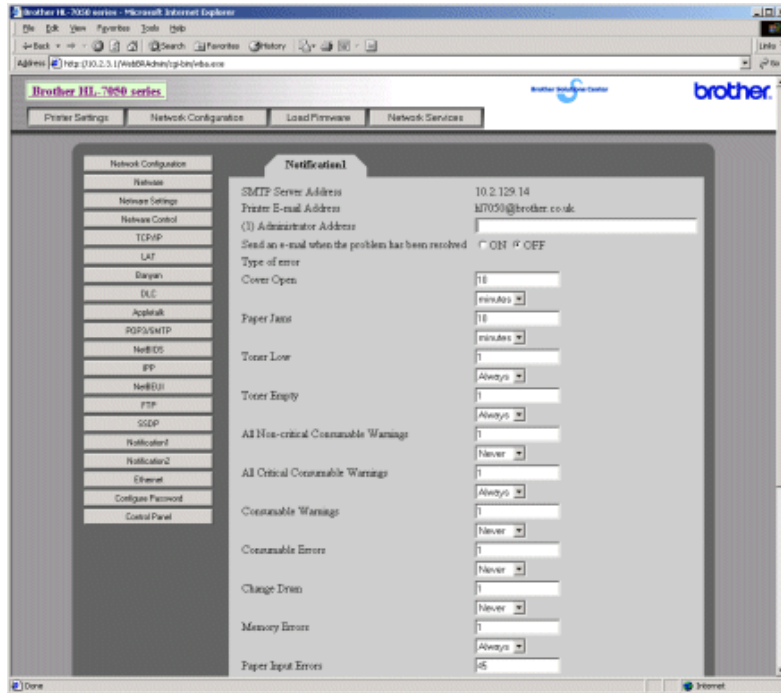 Brother HL-7050 series - Microsoft Internet Explorer
File Edit View Favorites Tools Help
Back Search Favorites History
Address http://10.2.3.1/WebBRAdmin/cgi-bin/wba.exe Go Links
Brother HL-7050 series
Brother Solutions Center
brother.
Printer Settings Network Configuration Load Firmware Network Services
Network Configuration
Netware
Netware Settings
Netware Control
TCP/IP
LAT
Banyan
DLC
Appletalk
POP3/SMTP
NetBIOS
IPP
NetBEUI
FTP
SSDP
Notification1
Notification2
Ethernet
Configure Password
Control Panel
Notification1
SMTP Server Address 10.2.129.14
Printer E-mail Address hl7050@brother.co.uk
(1) Administrator Address
Send an e-mail when the problem has been resolved ON OFF
Type of error
Cover Open 10
minutes
Paper Jams 10
minutes
Toner Low 1
Always
Toner Empty 1
Always
All Non-critical Consumable Warnings 1
Never
All Critical Consumable Warnings 1
Always
Consumable Warnings 1
Never
Consumable Errors 1
Never
Change Drum 1
Never
Memory Errors 1
Always
Paper Input Errors 45
Done Internet